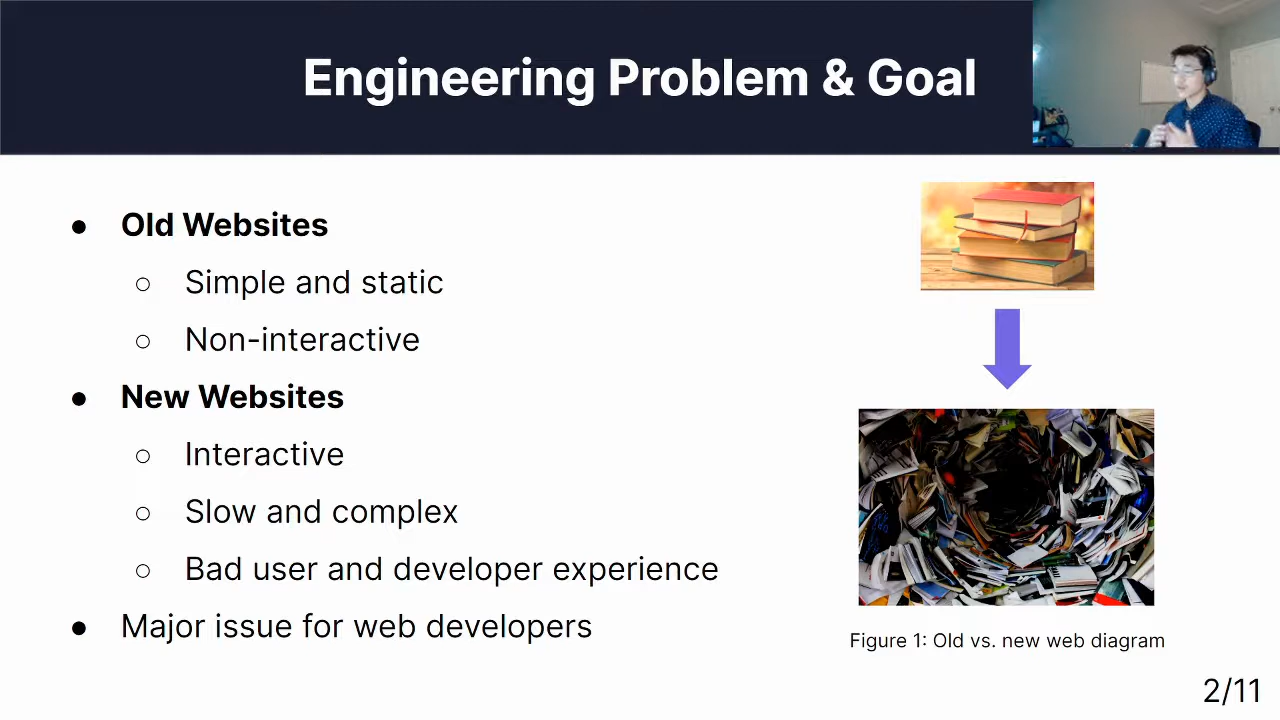 Engineering Problem & Goal
● Old Websites
○ Simple and static
○ Non-interactive
● New Websites
○ Interactive
○ Slow and complex
○ Bad user and developer experience
● Major issue for web developers
Figure 1: Old vs. new web diagram
2/11